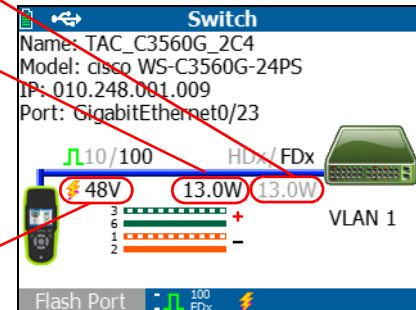 Switch
Name: TAC_C3560G_2C4
Model: cisco WS-C3560G-24PS
IP: 010.248.001.009
Port: GigabitEthernet0/23
10/100 HDx/FDx
48V 13.0W 13.0W
3
6 +
1 VLAN 1
2 −
Flash Port 100 FDx